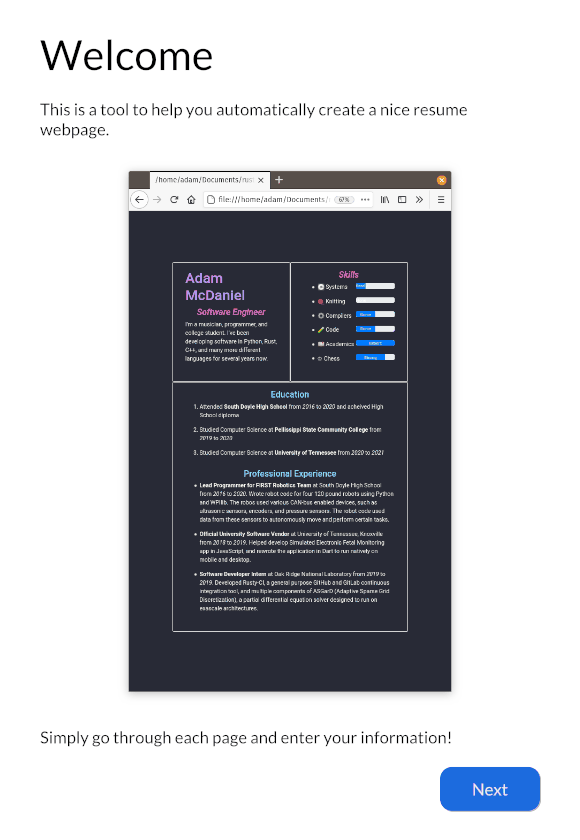 Welcome
This is a tool to help you automatically create a nice resume
webpage.
/home/adam/Documents/rust
file:///home/adam/Documents/
67%
Adam
McDaniel
Software Engineer
I'm a musician, programmer, and
college student. I've been
developing software in Python, Rust,
C++, and many more different
languages for several years now.
Skills
Systems
Knitting
Compilers
Code
Academics
Chess
Education
1. Attended South Doyle High School from 2016 to 2020 and acheived High
School diploma
2. Studied Computer Science at Pellissippi State Community College from
2019 to 2020
3. Studied Computer Science at University of Tennessee from 2020 to 2021
Professional Experience
Lead Programmer for FIRST Robotics Team at South Doyle High School
from 2016 to 2020. Wrote robot code for four 120 pound robots using Python
and WPIlib. The robos used various CAN-bus enabled devices, such as
ultrasonic sensors, encoders, and pressure sensors. The robot code used
data from these sensors to autonomously move and perform certain tasks.
Official University Software Vendor at University of Tennessee, Knoxville
from 2018 to 2019. Helped develop Simulated Electronic Fetal Monitoring
app in JavaScript, and rewrote the application in Dart to run natively on
mobile and desktop.
Software Developer Intern at Oak Ridge National Laboratory from 2019 to
2019. Developed Rusty-CI, a general purpose GitHub and GitLab continuous
integration tool, and multiple components of ASGarD (Adaptive Sparse Grid
Discretization), a partial differential equation solver designed to run on
exascale architectures.
Simply go through each page and enter your information!
Next